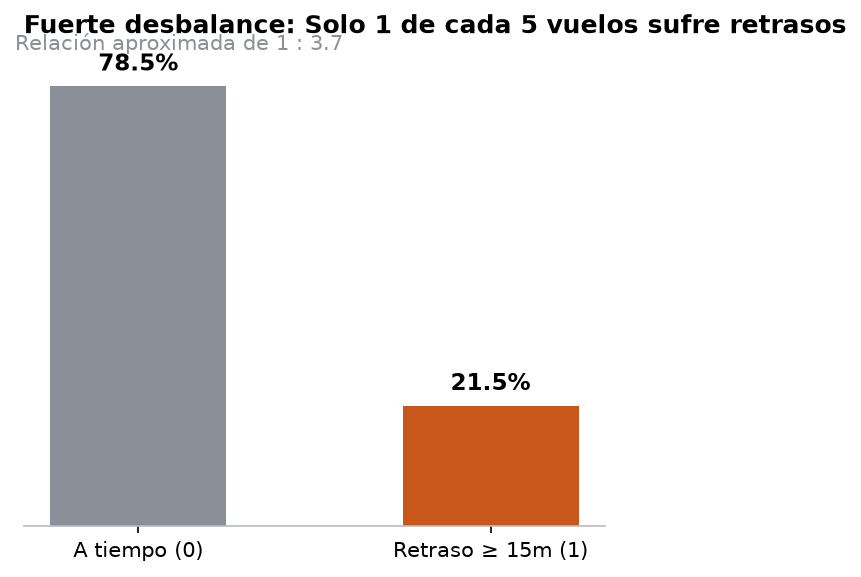 Fuerte desbalance: Solo 1 de cada 5 vuelos sufre retrasos
Relación aproximada de 1 : 3.7
78.5%
21.5%
A tiempo (0)
Retraso ≥ 15m (1)